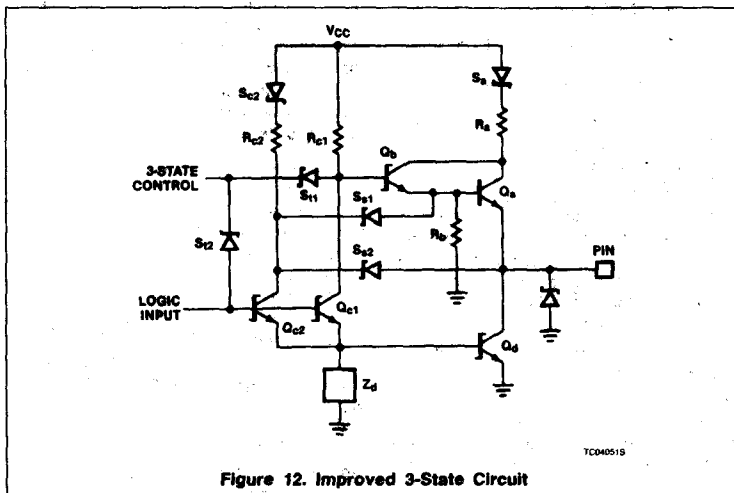 VCC
Sc2
Sa
Rc2
Rc1
Ra
Qb
3-STATE
CONTROL
St1
Qa
Ss1
St2
Rb
Ss2
PIN
LOGIC
INPUT
Qc1
Qc2
Qd
Zd
TC04051S
Figure 12. Improved 3-State Circuit